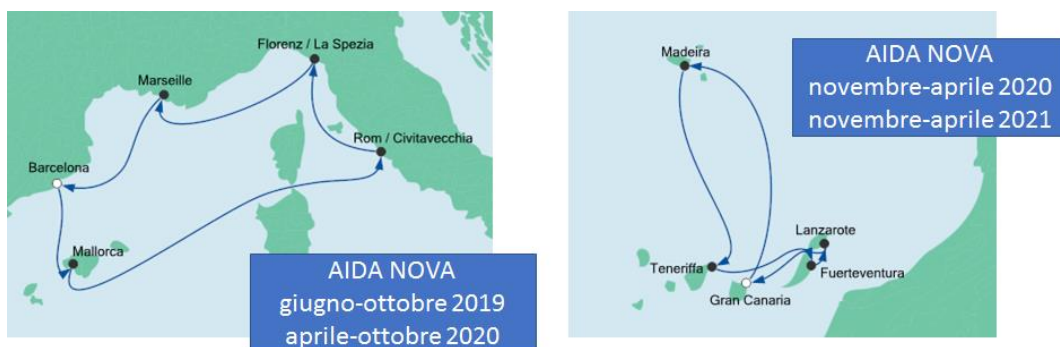 Florenz / La Spezia
Marseille
Rom / Civitavecchia
Barcelona
Mallorca
AIDA NOVA
giugno-ottobre 2019
aprile-ottobre 2020
Madeira
AIDA NOVA
novembre-aprile 2020
novembre-aprile 2021
Lanzarote
Teneriffa
Fuerteventura
Gran Canaria